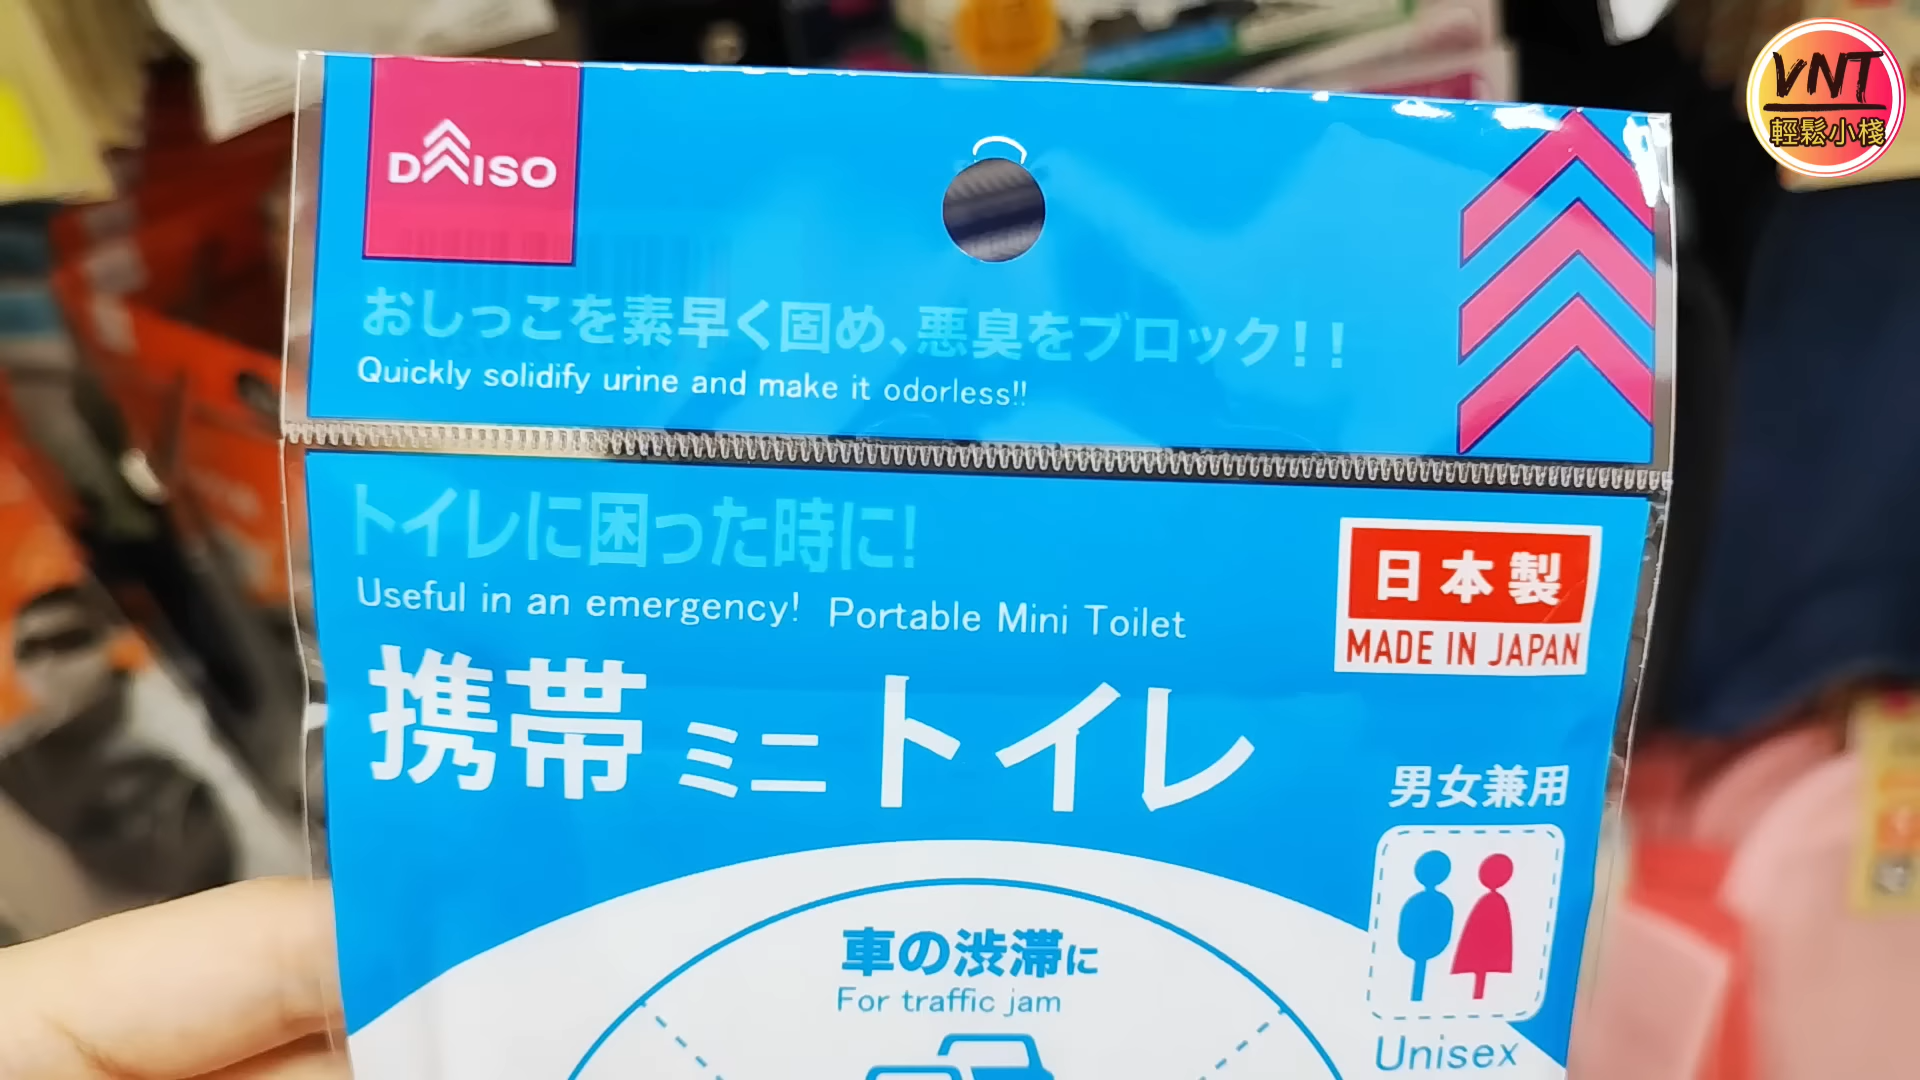 VNT
輕鬆小棧
DAISO
おしっこを素早く固め、悪臭をブロック!!
Quickly solidify urine and make it odorless!!
トイレに困った時に!
Useful in an emergency! Portable Mini Toilet
日本製
MADE IN JAPAN
携帯ミニトイレ
男女兼用
車の渋滞に
For traffic jam
Unisex